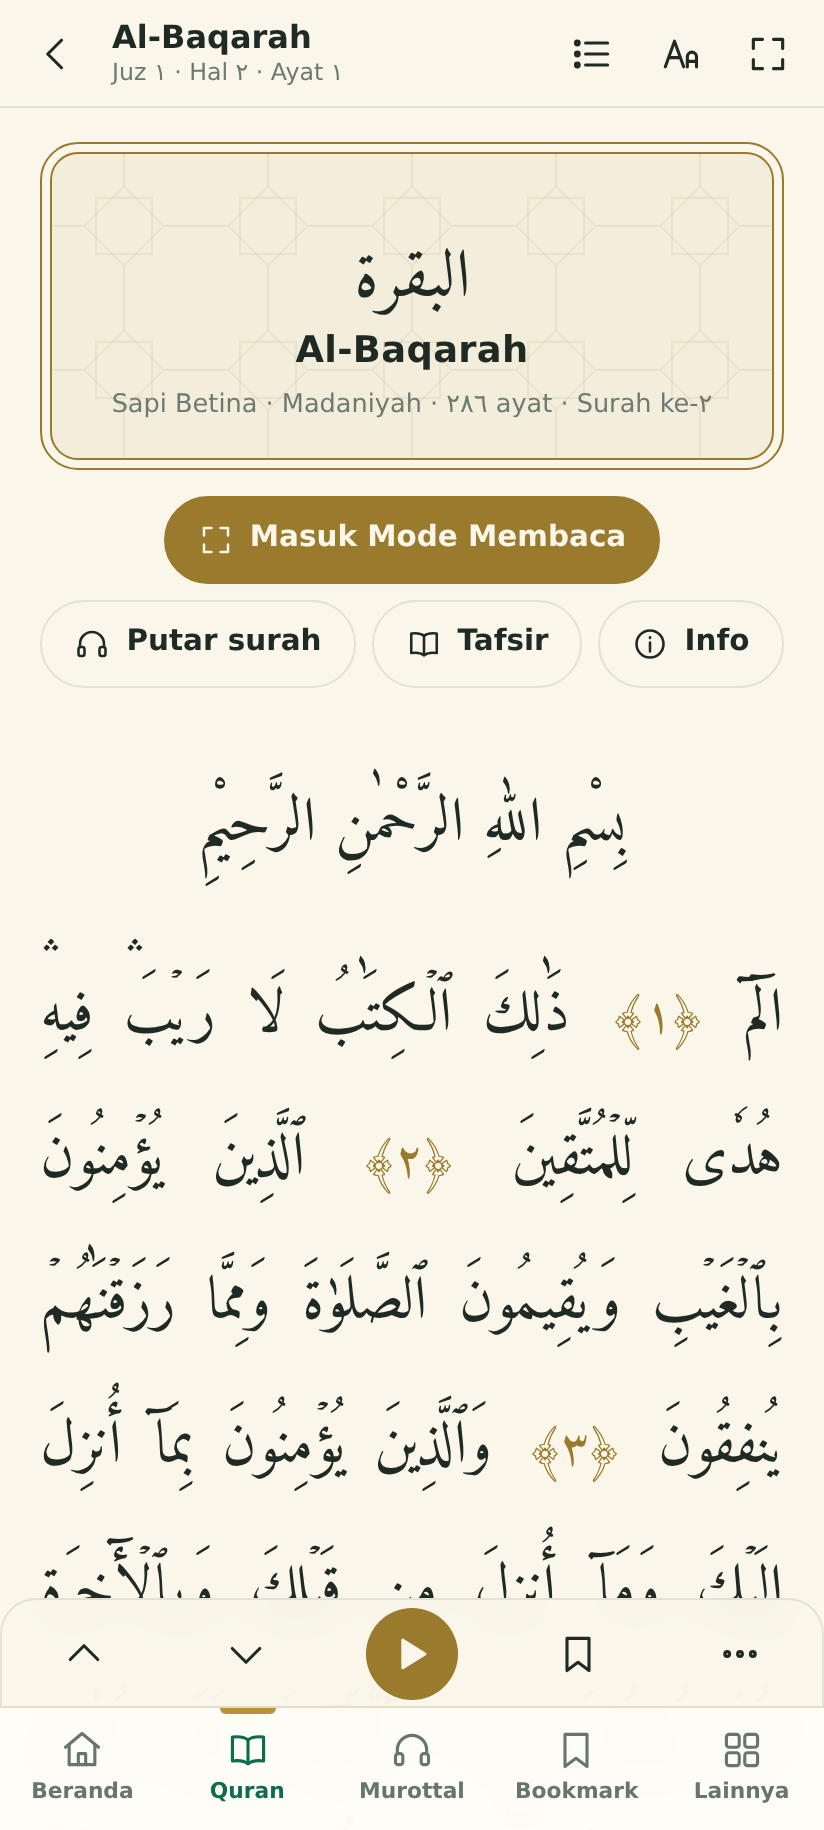 Al-Baqarah
Juz ١ · Hal ٢ · Ayat ١
البقرة
Al-Baqarah
Sapi Betina · Madaniyah · ٢٨٦ ayat · Surah ke-٢
Masuk Mode Membaca
Putar surah
Tafsir
Info
بِسْمِ اللّٰهِ الرَّحْمٰنِ الرَّحِيْمِ
الٓمٓ ﴿١﴾ ذَٰلِكَ ٱلۡكِتَٰبُ لَا رَيۡبَۛ فِيهِۛ
هُدٗى لِّلۡمُتَّقِينَ ﴿٢﴾ ٱلَّذِينَ يُؤۡمِنُونَ
بِٱلۡغَيۡبِ وَيُقِيمُونَ ٱلصَّلَوٰةَ وَمِمَّا رَزَقۡنَٰهُمۡ
يُنفِقُونَ ﴿٣﴾ وَٱلَّذِينَ يُؤۡمِنُونَ بِمَآ أُنزِلَ
إِلَيۡكَ وَمَآ أُنزِلَ مِن قَبۡلِكَ وَبِٱلۡأٓخِرَةِ
Beranda
Quran
Murottal
Bookmark
Lainnya